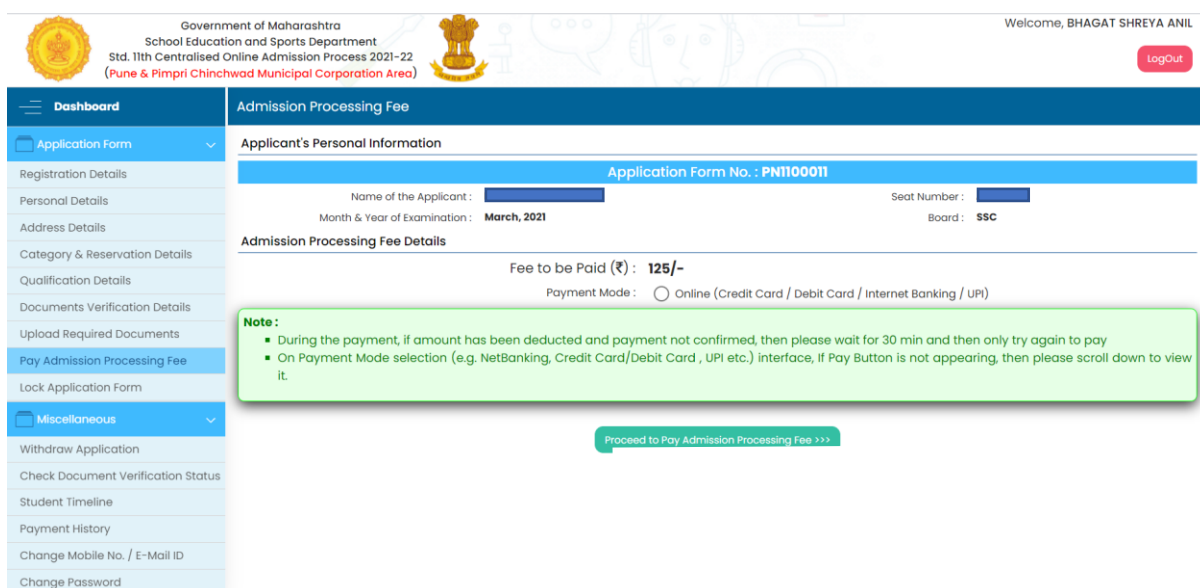 Government of Maharashtra
School Education and Sports Department
Std. 11th Centralised Online Admission Process 2021-22
(Pune & Pimpri Chinchwad Municipal Corporation Area)
Welcome, BHAGAT SHREYA ANIL
LogOut
Dashboard
Admission Processing Fee
Application Form
Registration Details
Personal Details
Address Details
Category & Reservation Details
Qualification Details
Documents Verification Details
Upload Required Documents
Pay Admission Processing Fee
Lock Application Form
Miscellaneous
Withdraw Application
Check Document Verification Status
Student Timeline
Payment History
Change Mobile No. / E-Mail ID
Change Password
Applicant's Personal Information
Application Form No. : PN1100011
Name of the Applicant :
Seat Number :
Month & Year of Examination : March, 2021
Board : SSC
Admission Processing Fee Details
Fee to be Paid (₹) : 125/-
Payment Mode : Online (Credit Card / Debit Card / Internet Banking / UPI)
Note :
During the payment, if amount has been deducted and payment not confirmed, then please wait for 30 min and then only try again to pay
On Payment Mode selection (e.g. NetBanking, Credit Card/Debit Card , UPI etc.) interface, If Pay Button is not appearing, then please scroll down to view
it.
Proceed to Pay Admission Processing Fee >>>